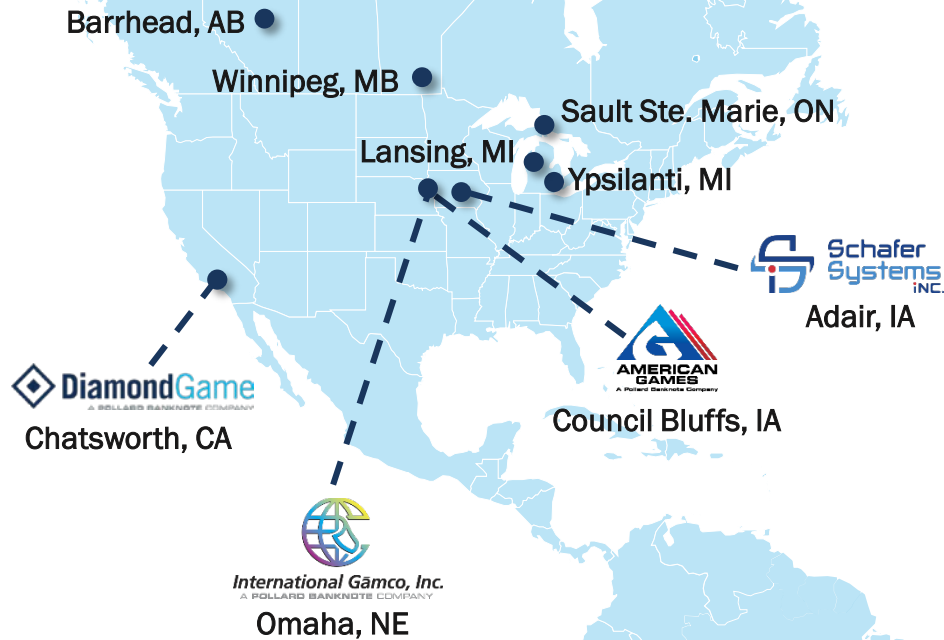 Barrhead, AB
Winnipeg, MB
Sault Ste. Marie, ON
Lansing, MI
Ypsilanti, MI
Schafer
Systems
INC.
Adair, IA
AMERICAN
GAMES
A Pollard Banknote Company
Council Bluffs, IA
DiamondGame
A POLLARD BANKNOTE COMPANY
Chatsworth, CA
International Gāmco, Inc.
A POLLARD BANKNOTE COMPANY
Omaha, NE